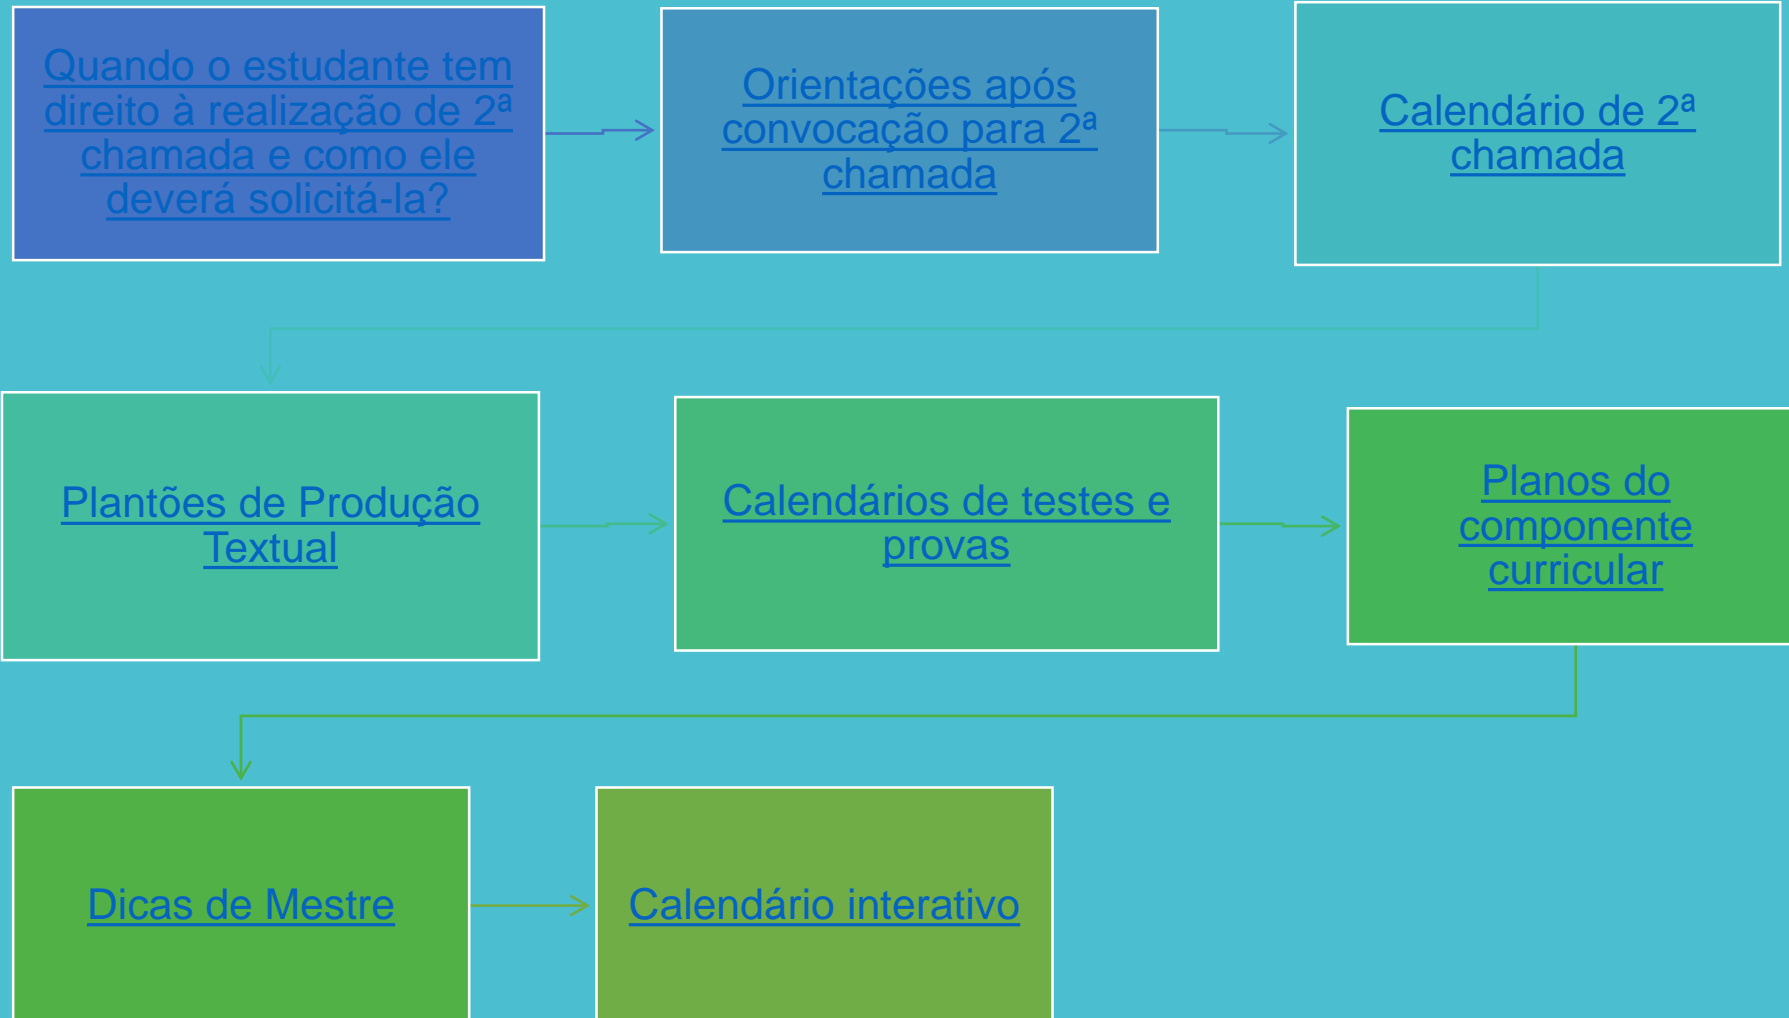 Quando o estudante tem
direito à realização de 2ª
chamada e como ele
deverá solicitá-la?
Orientações após
convocação para 2ª
chamada
Calendário de 2ª
chamada
Plantões de Produção
Textual
Calendários de testes e
provas
Planos do
componente
curricular
Dicas de Mestre
Calendário interativo